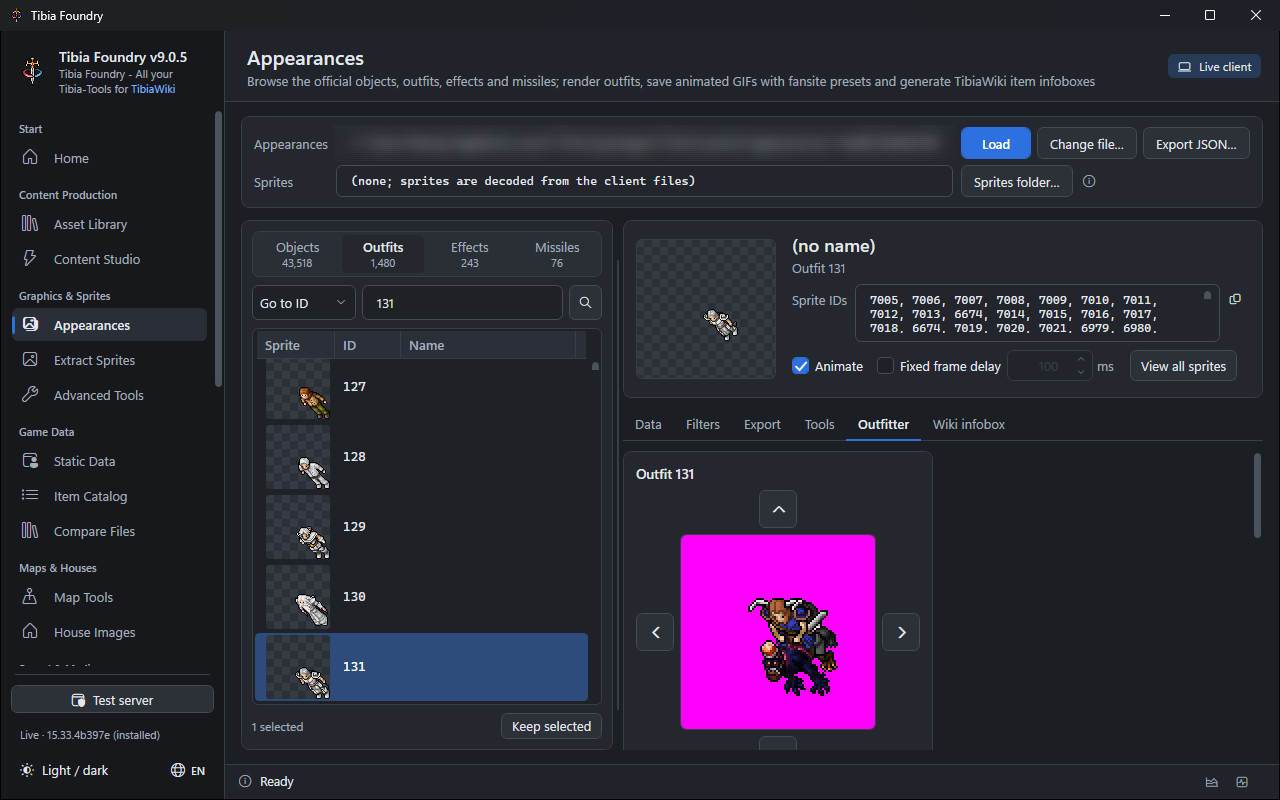 Tibia Foundry
Tibia Foundry v9.0.5
Tibia Foundry - All your
Tibia-Tools for TibiaWiki
Start
Home
Content Production
Asset Library
Content Studio
Graphics & Sprites
Appearances
Extract Sprites
Advanced Tools
Game Data
Static Data
Item Catalog
Compare Files
Maps & Houses
Map Tools
House Images
Test server
Live · 15.33.4b397e (installed)
Light / dark
EN
Appearances
Browse the official objects, outfits, effects and missiles; render outfits, save animated GIFs with fansite presets and generate TibiaWiki item infoboxes
Live client
Appearances
Load
Change file...
Export JSON...
Sprites
(none; sprites are decoded from the client files)
Sprites folder...
Objects
43,518
Outfits
1,480
Effects
243
Missiles
76
Go to ID
131
Sprite
ID
Name
127
128
129
130
131
1 selected
Keep selected
(no name)
Outfit 131
Sprite IDs
7005, 7006, 7007, 7008, 7009, 7010, 7011,
7012, 7013, 6674, 7014, 7015, 7016, 7017,
7018, 6674, 7019, 7020, 7021, 6979, 6980,
Animate
Fixed frame delay
100
ms
View all sprites
Data
Filters
Export
Tools
Outfitter
Wiki infobox
Outfit 131
Ready